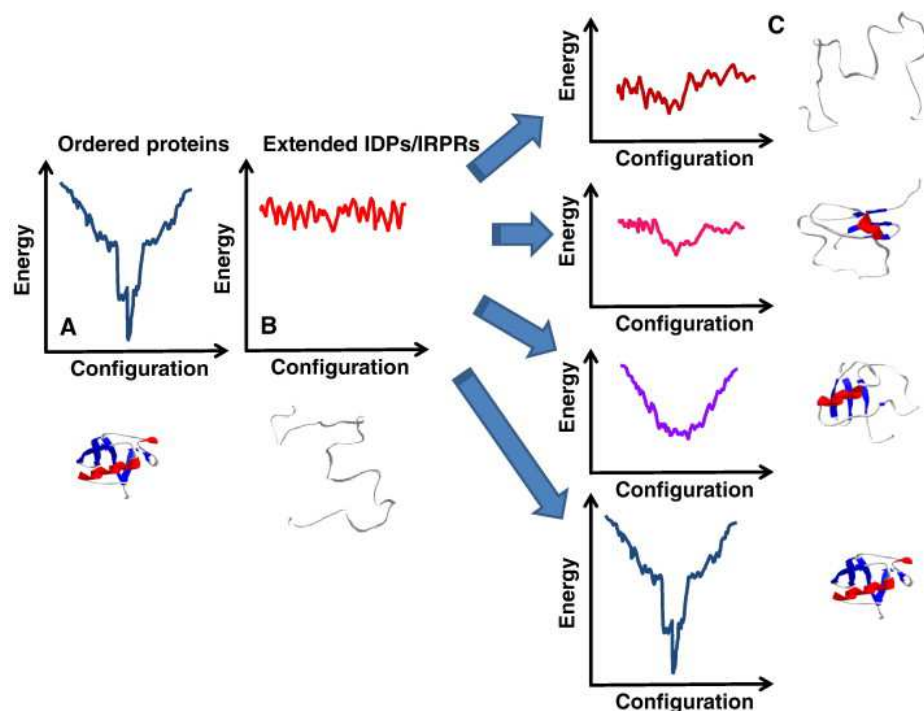 Ordered proteins
Energy
A
Configuration
Extended IDPs/IRPRs
Energy
B
Configuration
C
Energy
Configuration
Energy
Configuration
Energy
Configuration
Energy
Configuration